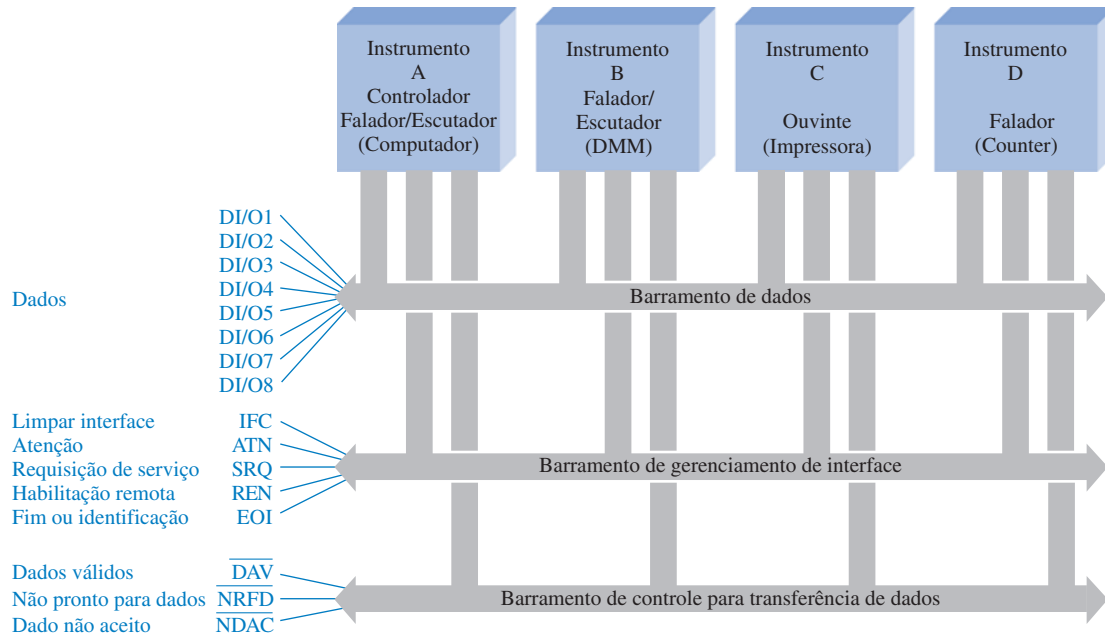 Instrumento
A
Controlador
Falador/Escutador
(Computador)
Instrumento
B
Falador/
Escutador
(DMM)
Instrumento
C
Ouvinte
(Impressora)
Instrumento
D
Falador
(Counter)
Dados
DI/O1
DI/O2
DI/O3
DI/O4
DI/O5
DI/O6
DI/O7
DI/O8
Barramento de dados
Limpar interface IFC
Atenção ATN
Requisição de serviço SRQ
Habilitação remota REN
Fim ou identificação EOI
Barramento de gerenciamento de interface
Dados válidos D̅A̅V̅
Não pronto para dados N̅R̅F̅D̅
Dado não aceito N̅D̅A̅C̅
Barramento de controle para transferência de dados